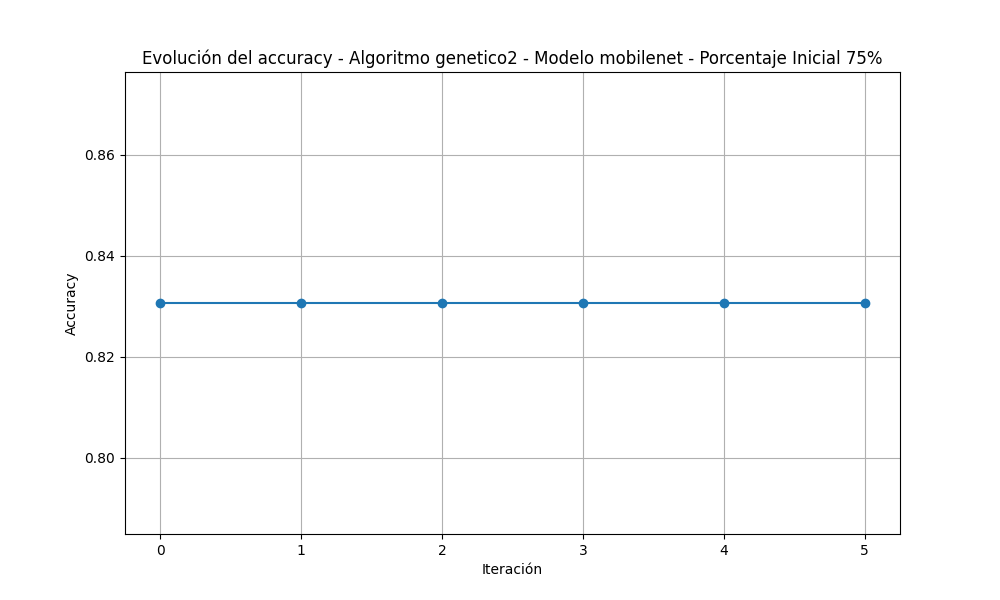 Evolución del accuracy - Algoritmo genetico2 - Modelo mobilenet - Porcentaje Inicial 75%
0.86
0.84
0.82
0.80
Accuracy
0 1 2 3 4 5
Iteración